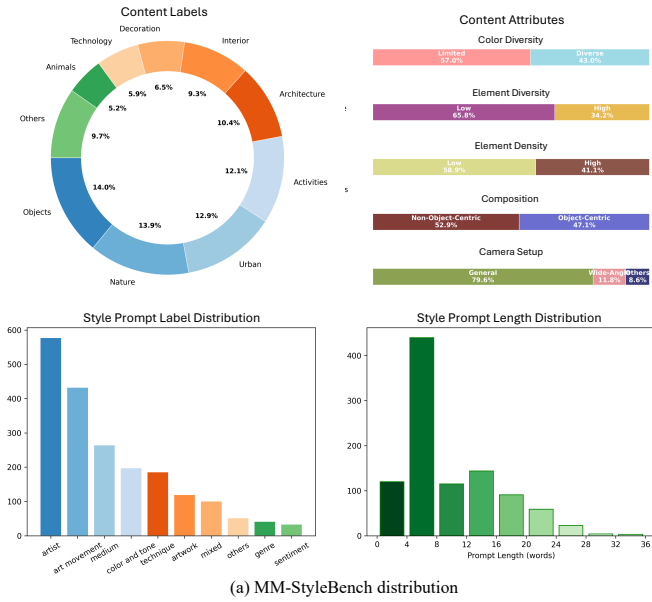 Content Labels
Decoration
Technology
Interior
Animals
Architecture
Others
Activities
Objects
Urban
Nature
6.5%
5.9%
9.3%
5.2%
10.4%
9.7%
12.1%
14.0%
12.9%
13.9%
Content Attributes
Color Diversity
Limited
57.0%
Diverse
43.0%
Element Diversity
Low
65.8%
High
34.2%
Element Density
Low
58.9%
High
41.1%
Composition
Non-Object-Centric
52.9%
Object-Centric
47.1%
Camera Setup
General
79.6%
11.8%
Others
8.6%
Style Prompt Label Distribution
600
500
400
300
200
100
0
artist
art movement
medium
color and tone
technique
artwork
mixed
others
genre
sentiment
Style Prompt Length Distribution
400
300
200
100
0
0 4 6 8 12 16 20 24 28 32 36
Prompt Length (words)
(a) MM-StyleBench distribution